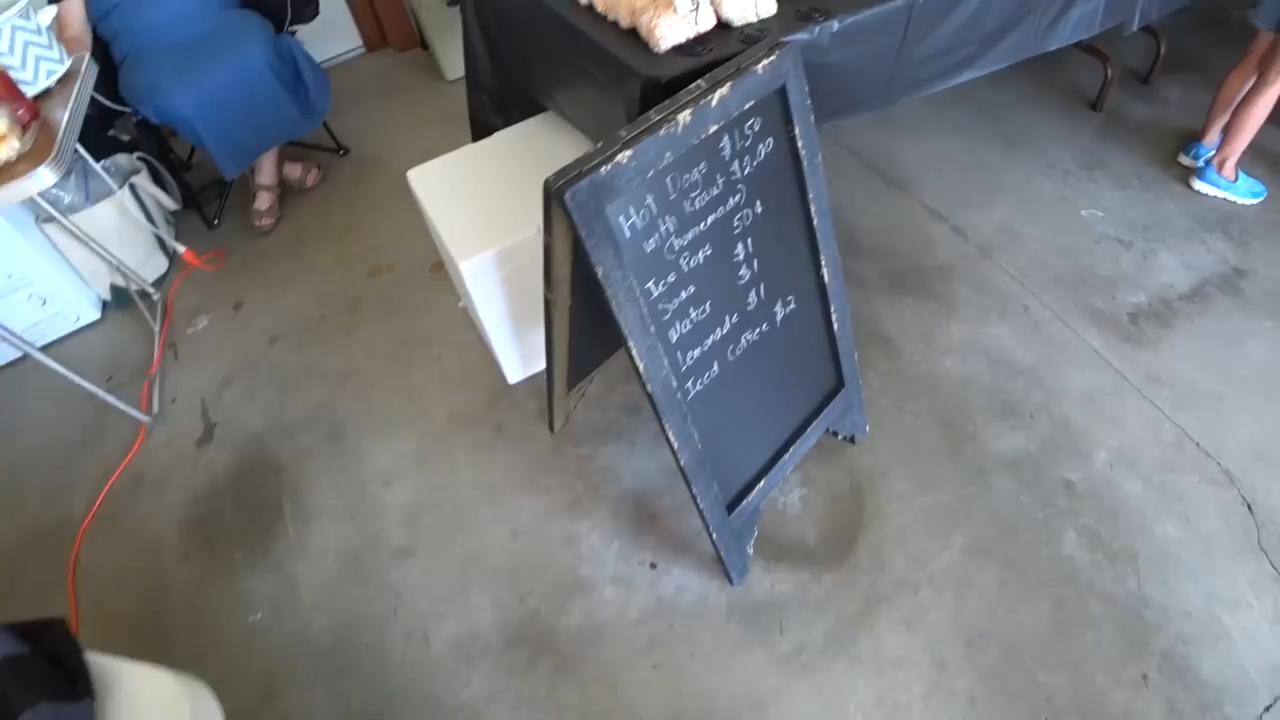 Hot Dogs $1.50
with Kraut $2.00
(homemade)
Ice Pops 50¢
Soda $1
Water $1
Lemonade $1
Iced Coffee $2